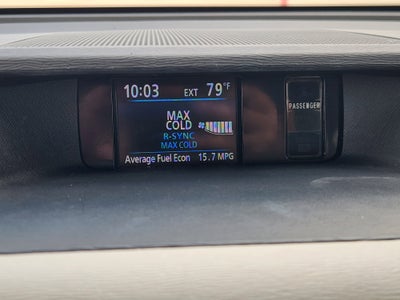 10:03 EXT 79°F
PASSENGER
MAX
COLD
R-SYNC
MAX COLD
Average Fuel Econ 15.7 MPG